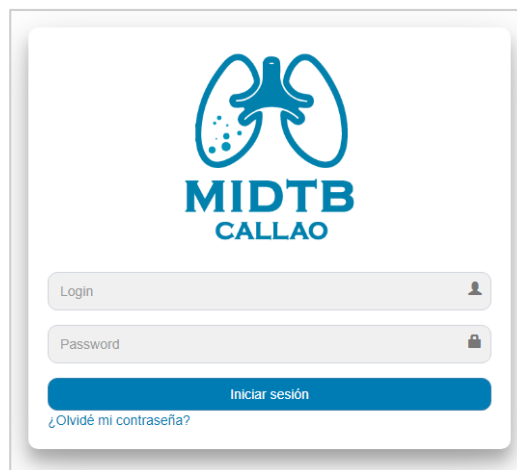 MIDTB
CALLAO
Login
Password
Iniciar sesión
¿Olvidé mi contraseña?